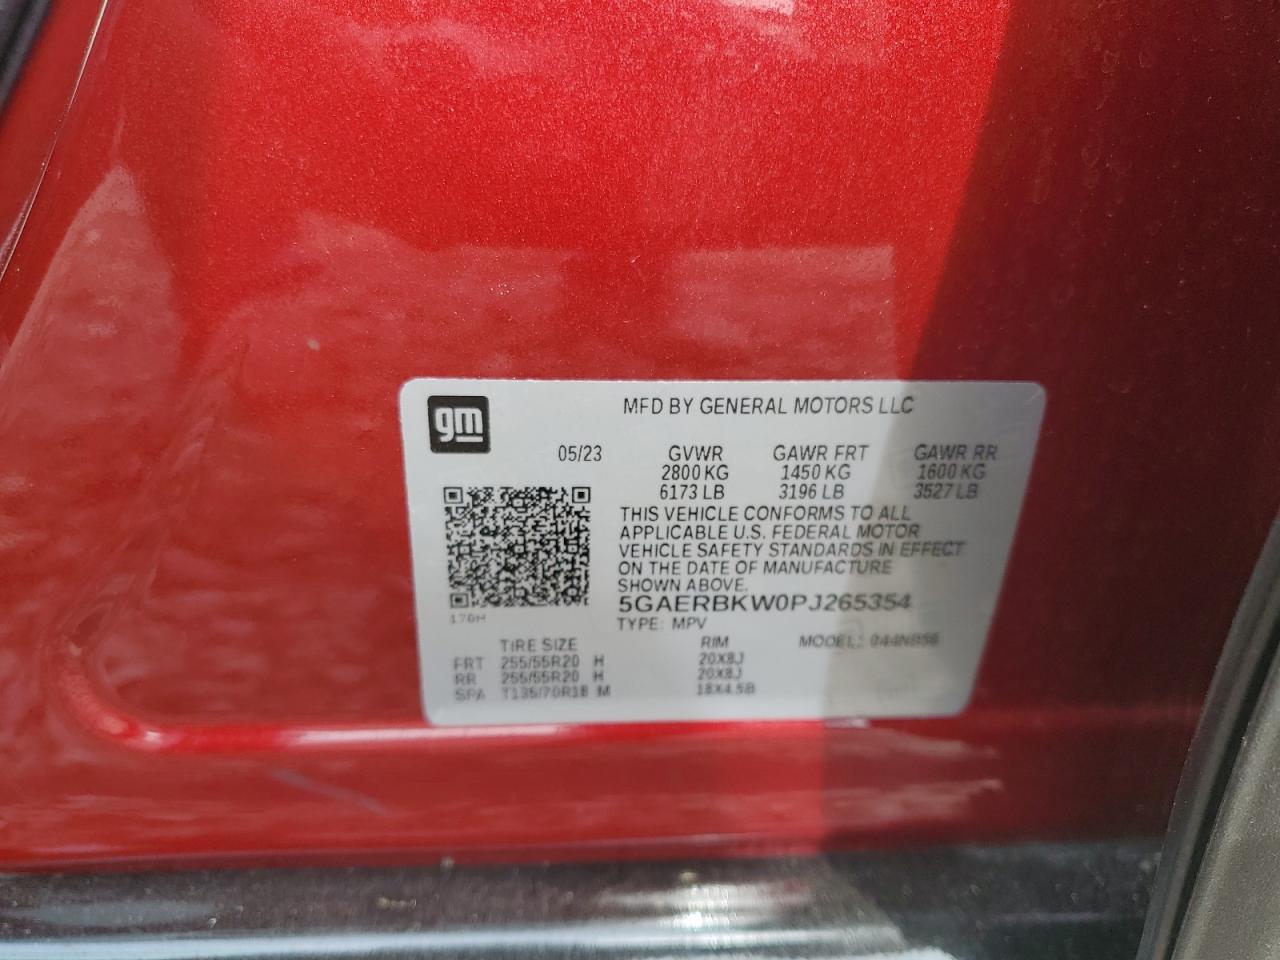 gm
MFD BY GENERAL MOTORS LLC
05/23 GVWR GAWR FRT GAWR RR
2800 KG 1450 KG 1600 KG
6173 LB 3196 LB 3527 LB
THIS VEHICLE CONFORMS TO ALL
APPLICABLE U.S. FEDERAL MOTOR
VEHICLE SAFETY STANDARDS IN EFFECT
ON THE DATE OF MANUFACTURE
SHOWN ABOVE.
5GAERBKW0PJ265354
170H
TYPE: MPV
TIRE SIZE RIM MODEL:
FRT 255/55R20 H 20X8J
RR 255/55R20 H 20X8J
SPA T135/70R18 M 18X4.5B